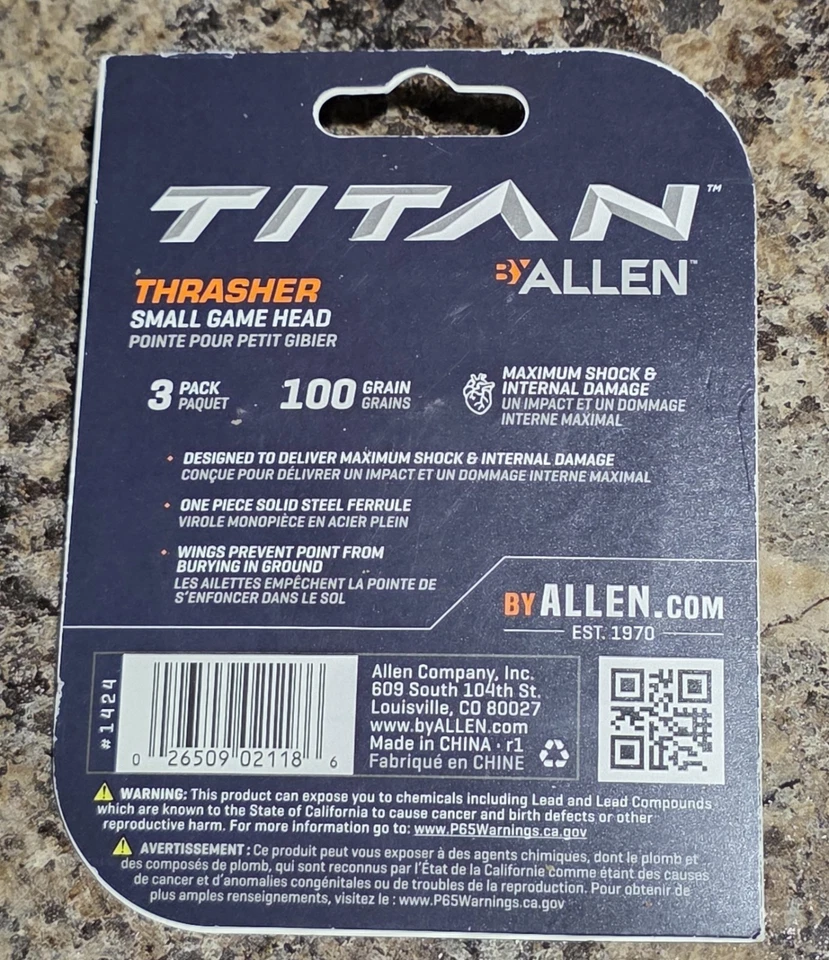 TITAN™
BY ALLEN™
THRASHER
SMALL GAME HEAD
POINTE POUR PETIT GIBIER
3 PACK
PAQUET
100 GRAIN
GRAINS
MAXIMUM SHOCK &
INTERNAL DAMAGE
UN IMPACT ET UN DOMMAGE
INTERNE MAXIMAL
• DESIGNED TO DELIVER MAXIMUM SHOCK & INTERNAL DAMAGE
CONÇUE POUR DÉLIVRER UN IMPACT ET UN DOMMAGE INTERNE MAXIMAL
• ONE PIECE SOLID STEEL FERRULE
VIROLE MONOPIÈCE EN ACIER PLEIN
• WINGS PREVENT POINT FROM
BURYING IN GROUND
LES AILETTES EMPÊCHENT LA POINTE DE
S'ENFONCER DANS LE SOL
BY ALLEN.COM
EST. 1970
#1424
0 26509 02118 6
Allen Company, Inc.
609 South 104th St.
Louisville, CO 80027
www.byALLEN.com
Made in CHINA · r1
Fabriqué en CHINE
WARNING: This product can expose you to chemicals including Lead and Lead Compounds
which are known to the State of California to cause cancer and birth defects or other
reproductive harm. For more information go to: www.P65Warnings.ca.gov
AVERTISSEMENT : Ce produit peut vous exposer à des agents chimiques, dont le plomb et
des composés de plomb, qui sont reconnus par l'État de la Californie comme étant des causes
de cancer et d'anomalies congénitales ou de troubles de la reproduction. Pour obtenir de
plus amples renseignements, visitez le : www.P65Warnings.ca.gov